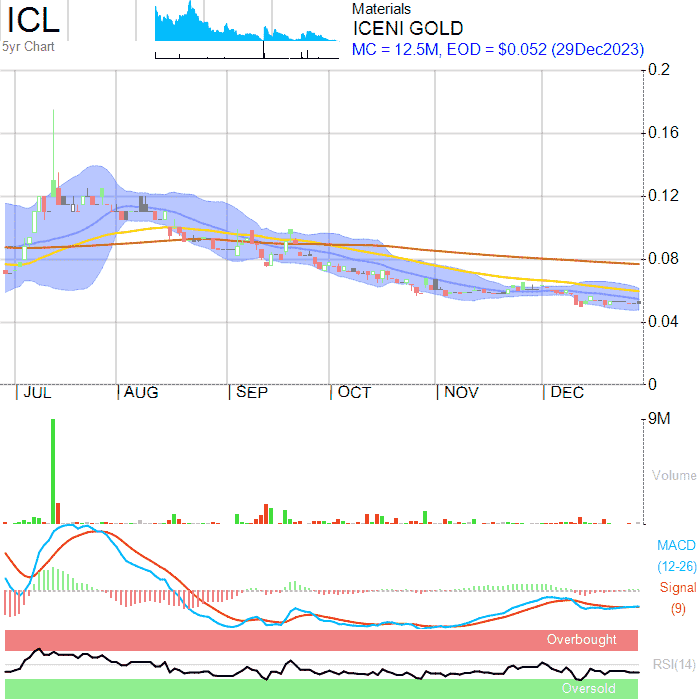 ICL
5yr Chart
Materials
ICENI GOLD
MC = 12.5M, EOD = $0.052 (29Dec2023)
0.2
0.16
0.12
0.08
0.04
0
JUL AUG SEP OCT NOV DEC
9M
Volume
MACD
(12-26)
Signal
(9)
Overbought
RSI(14)
Oversold